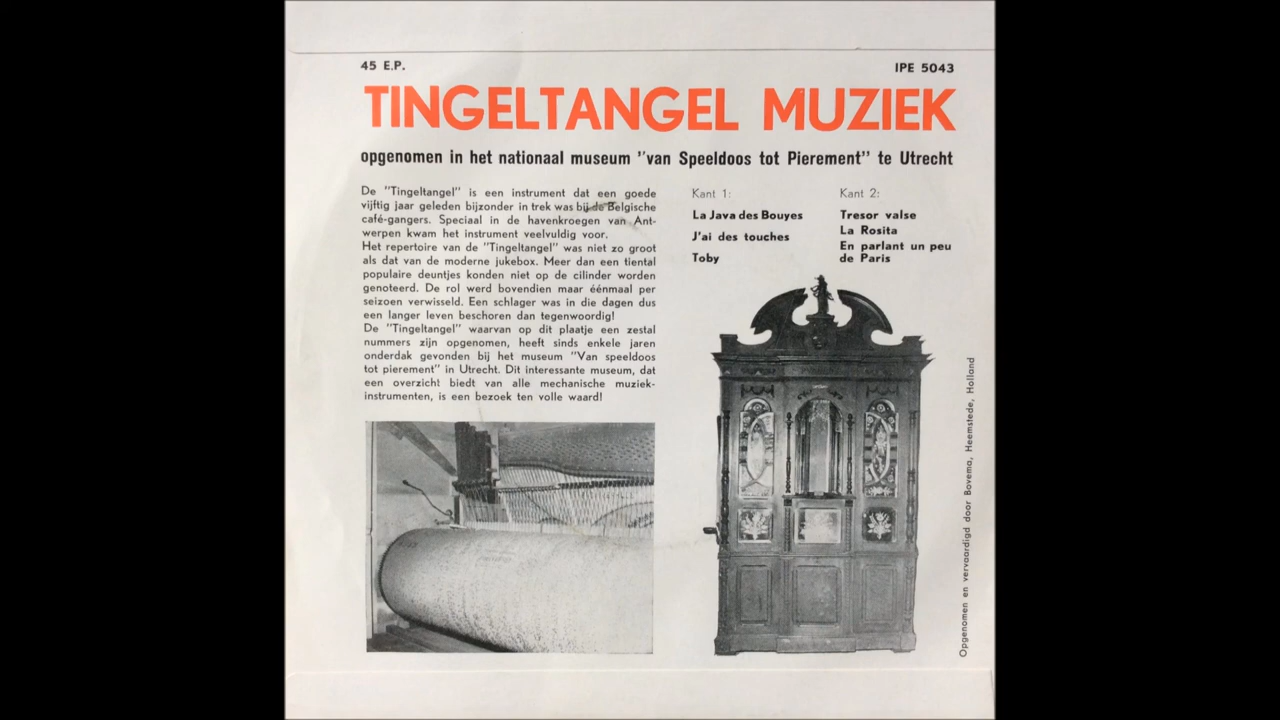 45 E.P.
IPE 5043
TINGELTANGEL MUZIEK
opgenomen in het nationaal museum "van Speeldoos tot Pierement" te Utrecht
De "Tingeltangel" is een instrument dat een goede
vijftig jaar geleden bijzonder in trek was bij de Belgische
café-gangers. Speciaal in de havenkroegen van Ant-
werpen kwam het instrument veelvuldig voor.
Het repertoire van de "Tingeltangel" was niet zo groot
als dat van de moderne jukebox. Meer dan een tiental
populaire deuntjes konden niet op de cilinder worden
genoteerd. De rol werd bovendien maar éénmaal per
seizoen verwisseld. Een schlager was in die dagen dus
een langer leven beschoren dan tegenwoordig!
De "Tingeltangel" waarvan op dit plaatje een zestal
nummers zijn opgenomen, heeft sinds enkele jaren
onderdak gevonden bij het museum "Van speeldoos
tot pierement" in Utrecht. Dit interessante museum, dat
een overzicht biedt van alle mechanische muziek-
instrumenten, is een bezoek ten volle waard!
Kant 1:
La Java des Bouyes
J'ai des touches
Toby
Kant 2:
Tresor valse
La Rosita
En parlant un peu
de Paris
Opgenomen en vervaardigd door Bovema, Heemstede, Holland